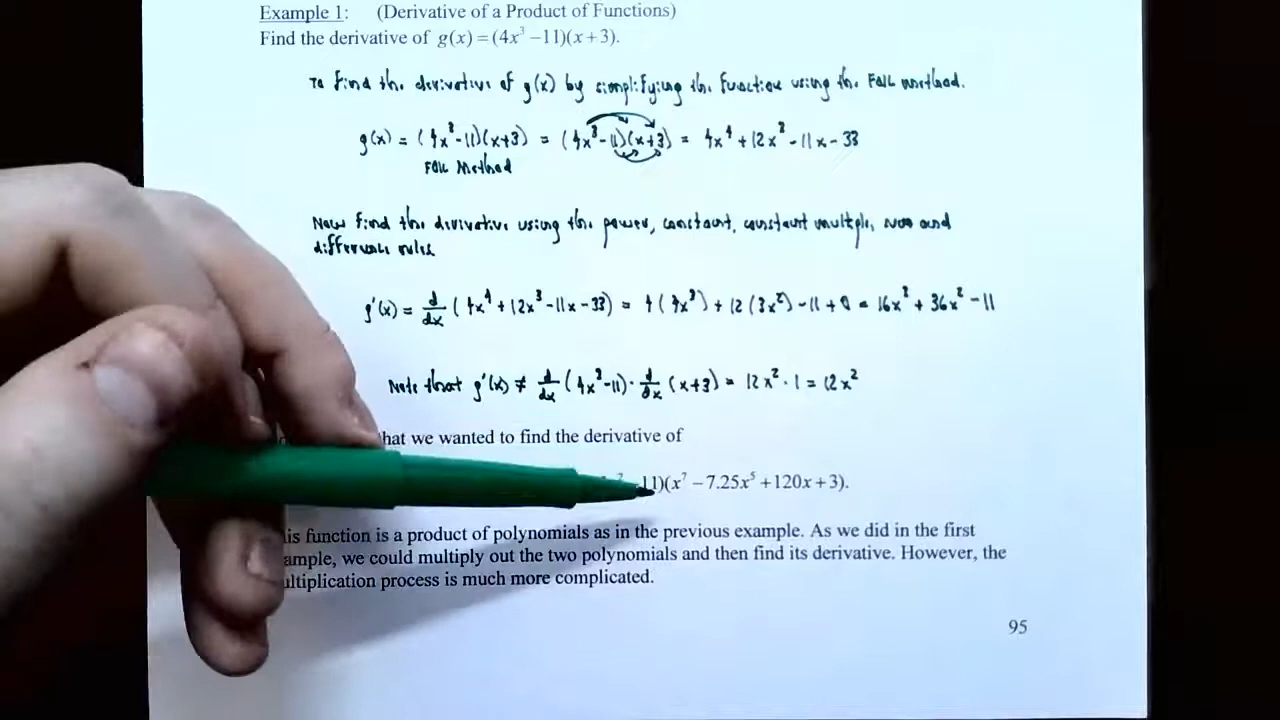 Example 1: (Derivative of a Product of Functions)
Find the derivative of g(x) = (4x³ − 11)(x + 3).
To find the derivative of g(x) by simplifying the function using the FOIL method.
g(x) = (4x³-11)(x+3) = (4x³-11)(x+3) = 4x⁴ + 12x³ - 11x - 33
FOIL Method
Now find the derivative using the power, constant, constant multiple, sum and
difference rules
g'(x) = d/dx (4x⁴ + 12x³ - 11x - 33) = 4(4x³) + 12(3x²) - 11 + 0 = 16x³ + 36x² - 11
Note that g'(x) ≠ d/dx (4x³-11) · d/dx (x+3) = 12x² · 1 = 12x²
hat we wanted to find the derivative of
11)(x⁷ − 7.25x⁵ + 120x + 3).
is function is a product of polynomials as in the previous example. As we did in the first
ample, we could multiply out the two polynomials and then find its derivative. However, the
ultiplication process is much more complicated.
95